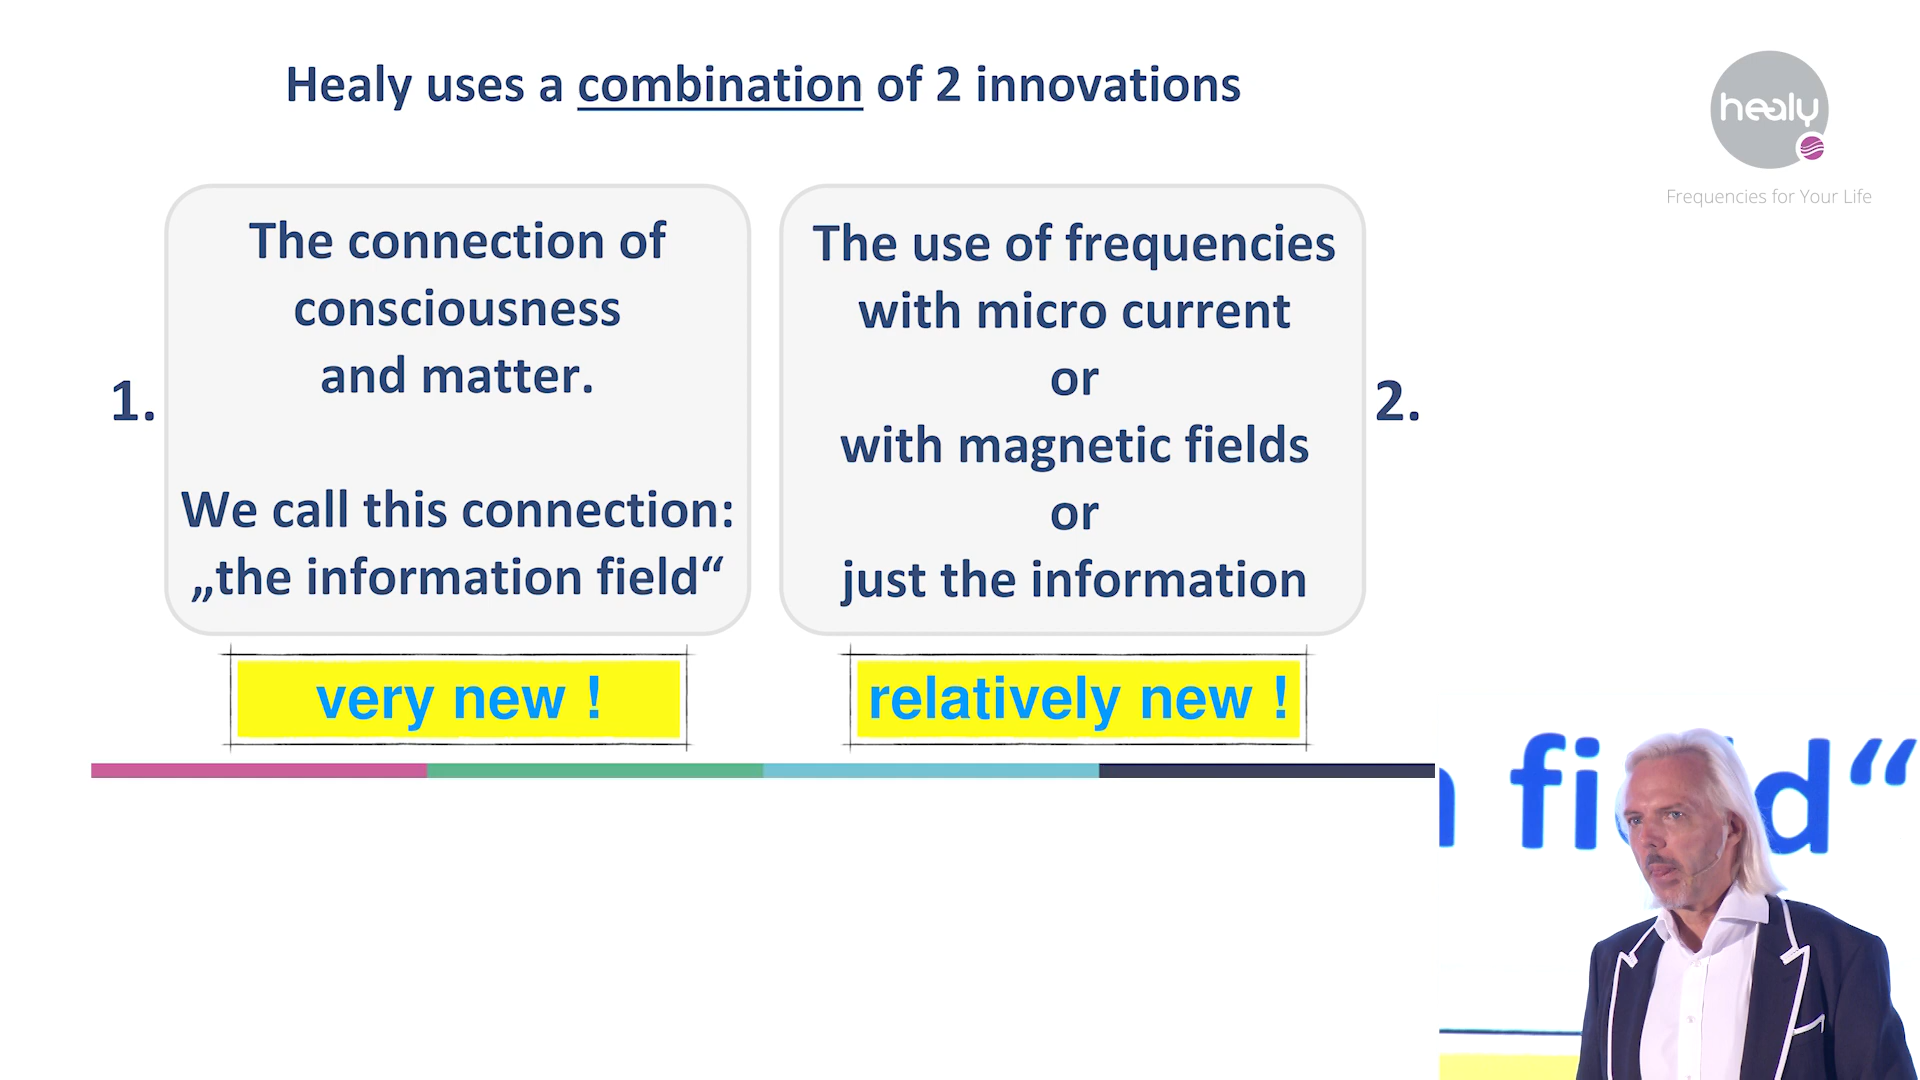 Healy uses a combination of 2 innovations
healy
Frequencies for Your Life
1.
The connection of
consciousness
and matter.
We call this connection:
„the information field“
very new !
The use of frequencies
with micro current
or
with magnetic fields
or
just the information
2.
relatively new !